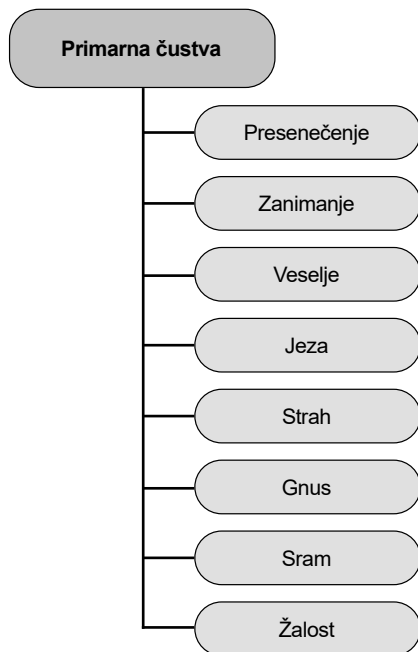 Primarna čustva
Presenečenje
Zanimanje
Veselje
Jeza
Strah
Gnus
Sram
Žalost